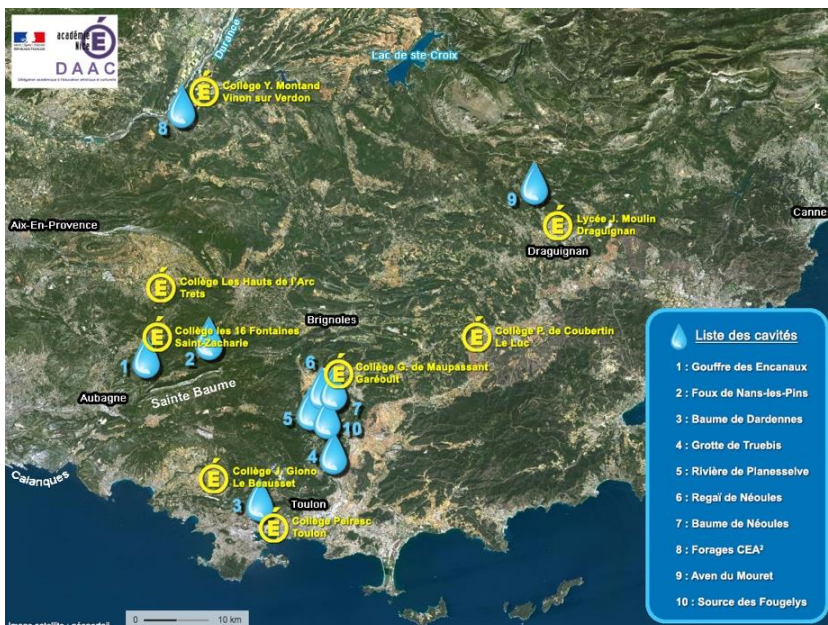 académie
Nice
É
DAAC
Durance
Lac de ste-Croix
É
Collège Y. Montand
Vinon sur Verdon
8
9
Cannes
Aix-En-Provence
É
Lycée J. Moulin
Draguignan
Draguignan
É
Collège Les Hauts de l'Arc
Trets
Brignoles
É
Collège les 16 Fontaines
Saint-Zacharie
É
Collège P. de Coubertin
Le Luc
1
2
6
É
Collège G. de Maupassant
Garéoult
Sainte Baume
Aubagne
7
5
10
4
Calanques
É
Collège J. Giono
Le Beausset
3
Toulon
É
Collège Peiresc
Toulon
0
10 km
Liste des cavités
1 : Gouffre des Encanaux
2 : Foux de Nans-les-Pins
3 : Baume de Dardennes
4 : Grotte de Truebis
5 : Rivière de Planesselve
6 : Regaï de Néoules
7 : Baume de Néoules
8 : Forages CEA²
9 : Aven du Mouret
10 : Source des Fougelys